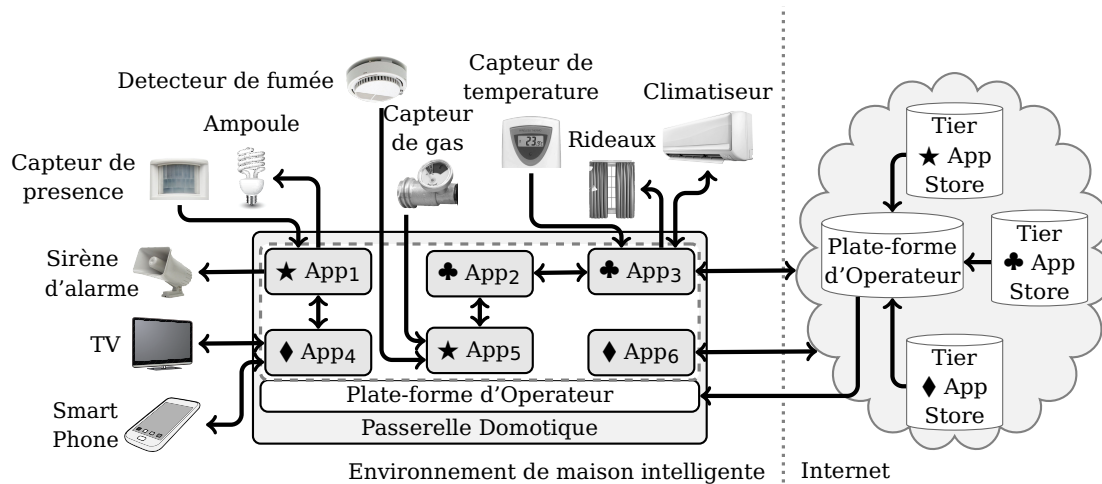 Capteur de
temperature
Detecteur de fumée
Climatiseur
Capteur
de gas
Ampoule
Rideaux
Capteur de
presence
23
Tier
★ App
Store
Sirène
d'alarme
★ App1
♣ App2
♣ App3
Plate-forme
d'Operateur
Tier
♣ App
Store
TV
♦ App4
★ App5
♦ App6
Tier
♦ App
Store
Plate-forme d'Operateur
Smart
Phone
Passerelle Domotique
Environnement de maison intelligente
Internet